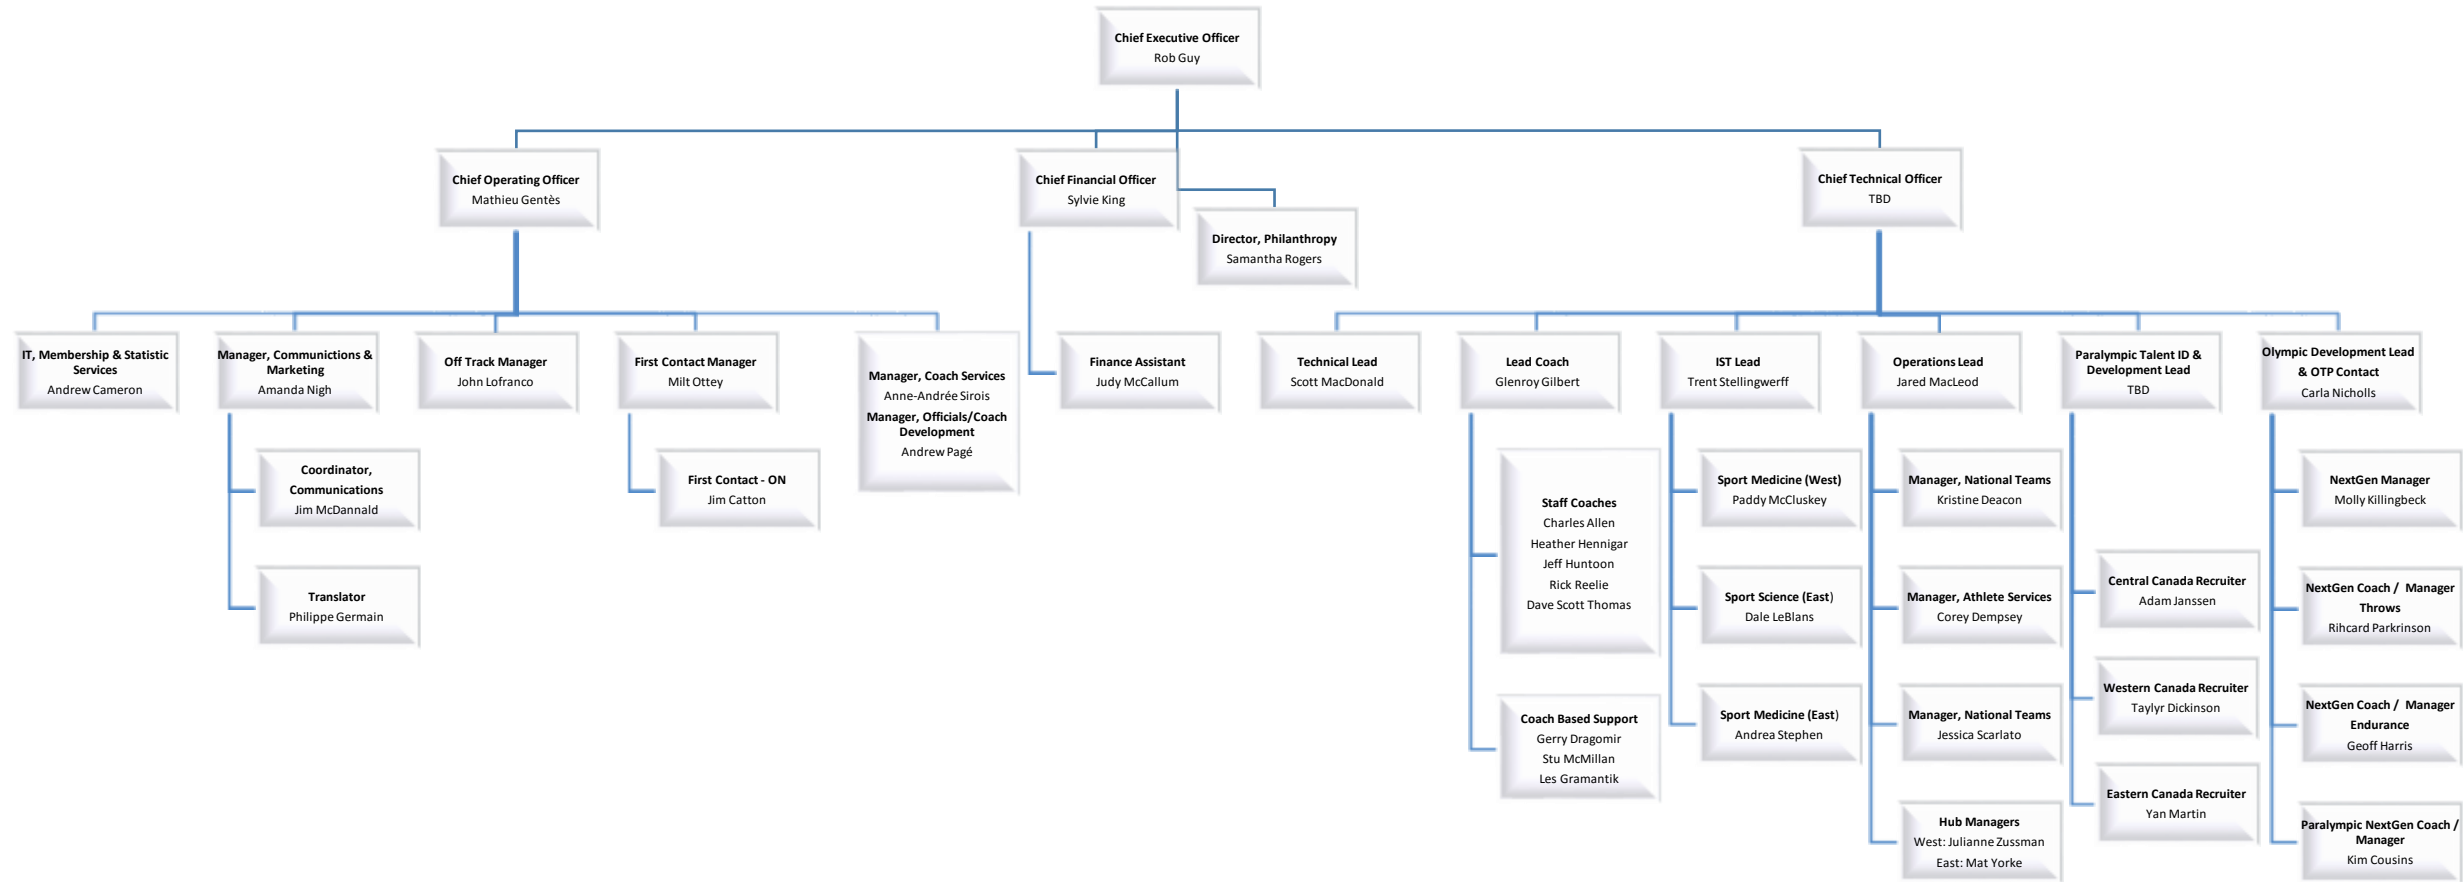 Chief Executive Officer
Rob Guy
Chief Operating Officer
Mathieu Gentès
Chief Financial Officer
Sylvie King
Director, Philanthropy
Samantha Rogers
Chief Technical Officer
TBD
IT, Membership & Statistic
Services
Andrew Cameron
Manager, Communictions &
Marketing
Amanda Nigh
Coordinator,
Communications
Jim McDannald
Translator
Philippe Germain
Off Track Manager
John Lofranco
First Contact Manager
Milt Ottey
First Contact - ON
Jim Catton
Manager, Coach Services
Anne-Andrée Sirois
Manager, Officials/Coach
Development
Andrew Pagé
Finance Assistant
Judy McCallum
Technical Lead
Scott MacDonald
Lead Coach
Glenroy Gilbert
Staff Coaches
Charles Allen
Heather Hennigar
Jeff Huntoon
Rick Reelie
Dave Scott Thomas
Coach Based Support
Gerry Dragomir
Stu McMillan
Les Gramantik
IST Lead
Trent Stellingwerff
Sport Medicine (West)
Paddy McCluskey
Sport Science (East)
Dale LeBlans
Sport Medicine (East)
Andrea Stephen
Operations Lead
Jared MacLeod
Manager, National Teams
Kristine Deacon
Manager, Athlete Services
Corey Dempsey
Manager, National Teams
Jessica Scarlato
Hub Managers
West: Julianne Zussman
East: Mat Yorke
Paralympic Talent ID &
Development Lead
TBD
Central Canada Recruiter
Adam Janssen
Western Canada Recruiter
Taylyr Dickinson
Eastern Canada Recruiter
Yan Martin
Olympic Development Lead
& OTP Contact
Carla Nicholls
NextGen Manager
Molly Killingbeck
NextGen Coach / Manager
Throws
Rihcard Parkrinson
NextGen Coach / Manager
Endurance
Geoff Harris
Paralympic NextGen Coach /
Manager
Kim Cousins